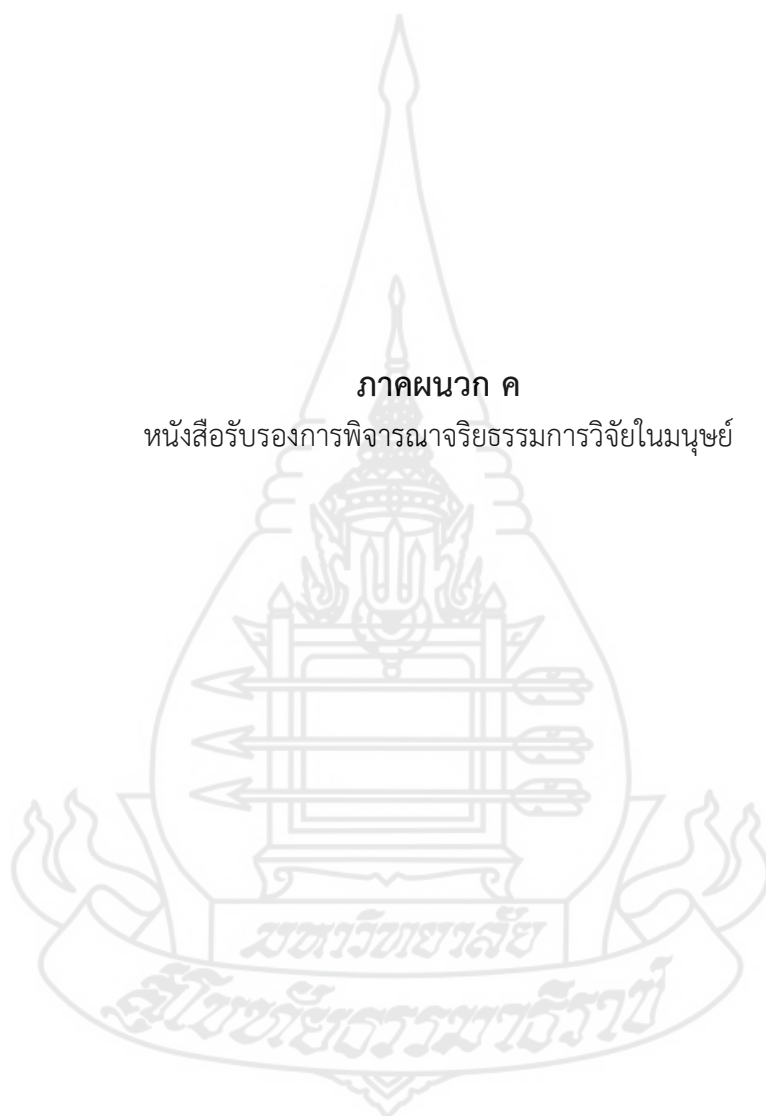 ภาคผนวก ค
หนังสือรับรองการพิจารณาจริยธรรมการวิจัยในมนุษย์
มหาวิทยาลัย
สุโขทัยธรรมาธิราช